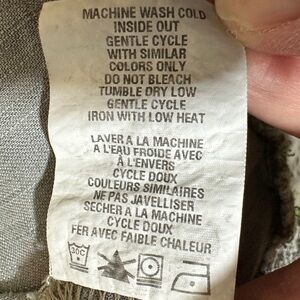 MACHINE WASH COLD
INSIDE OUT
GENTLE CYCLE
WITH SIMILAR
COLORS ONLY
DO NOT BLEACH
TUMBLE DRY LOW
GENTLE CYCLE
IRON WITH LOW HEAT
LAVER A LA MACHINE
A L'EAU FROIDE AVEC
À L'ENVERS
CYCLE DOUX
COULEURS SIMILAIRES
NE PAS JAVELLISER
SECHER A LA MACHINE
CYCLE DOUX
FER AVEC FAIBLE CHALEUR
30C